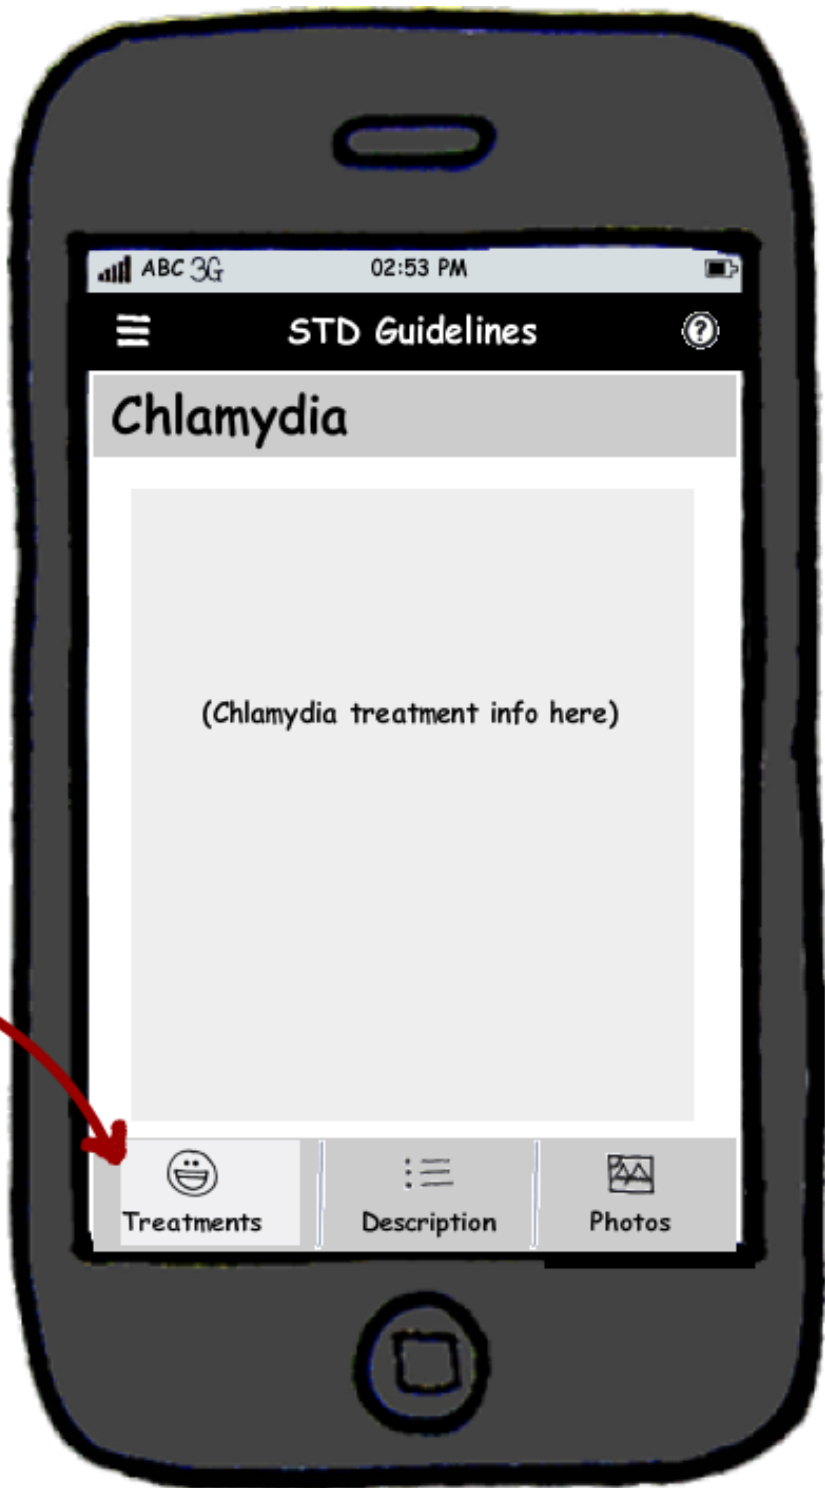 ABC 3G 02:53 PM
STD Guidelines ?
Chlamydia
(Chlamydia treatment info here)
Treatments Description Photos